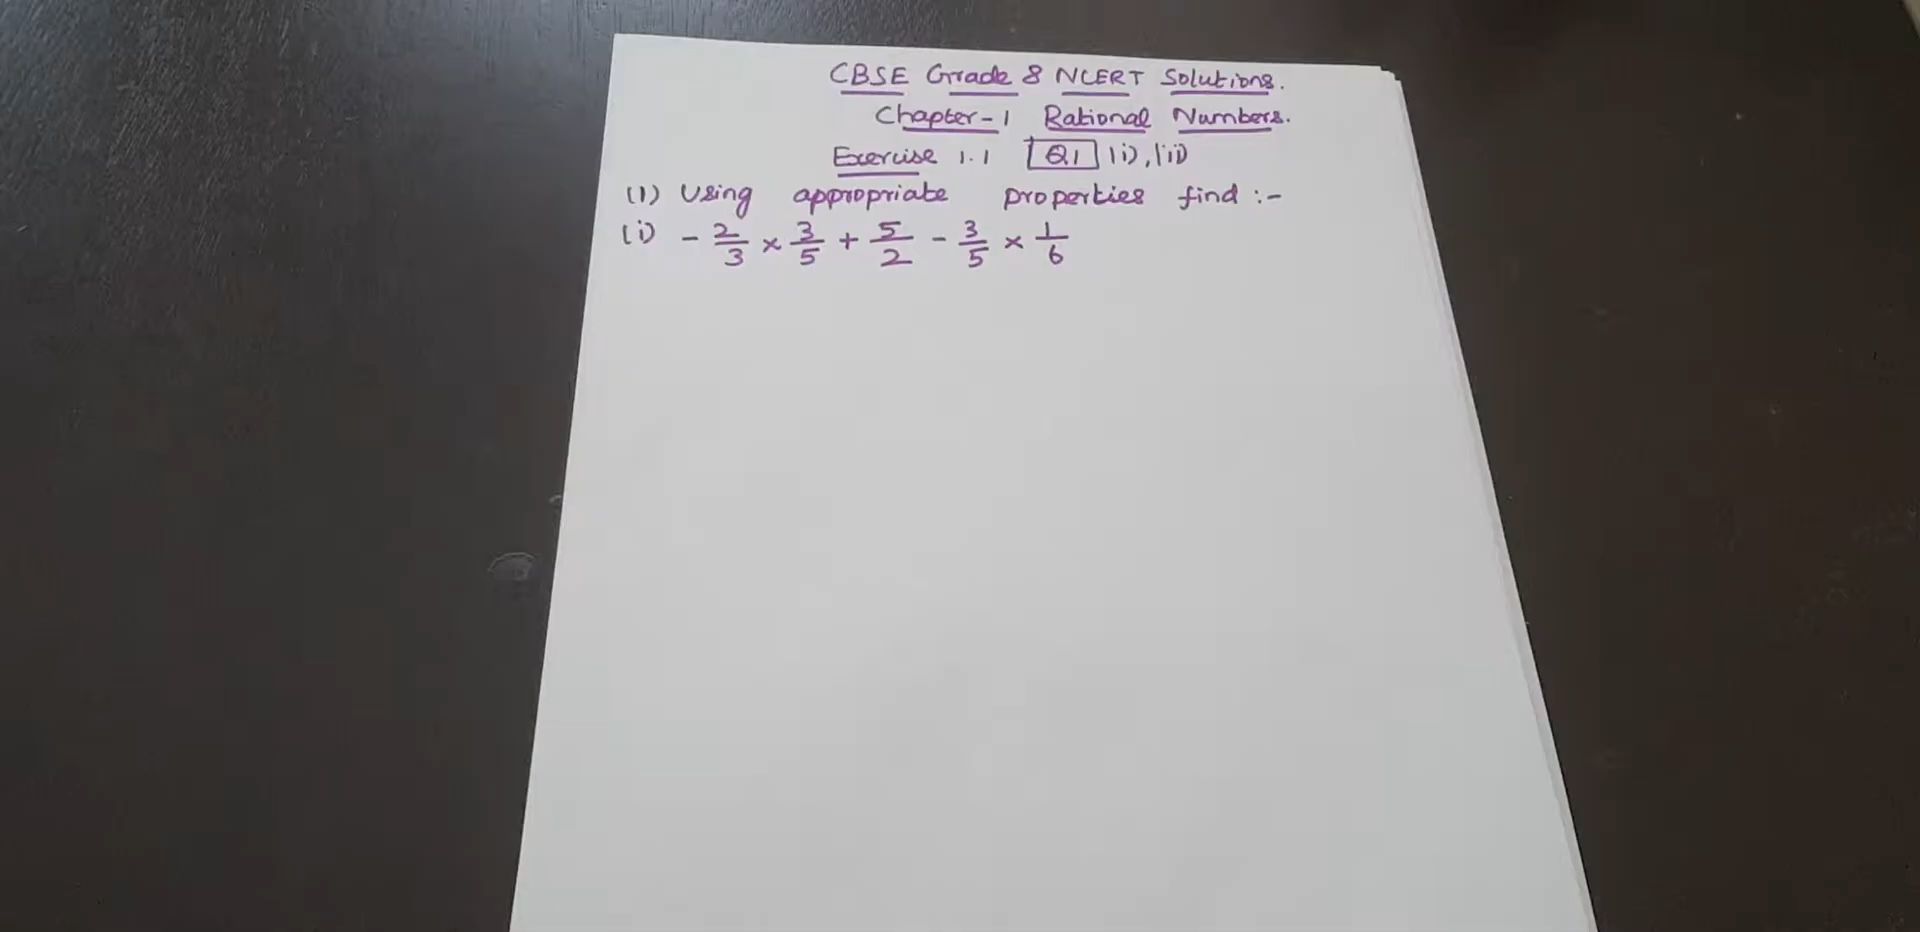 CBSE Grade 8 NCERT Solutions.
Chapter-1 Rational Numbers.
Exercise 1.1 Q1 (i), (ii)
(1) Using appropriate properties find :-
(i) - 2/3 × 3/5 + 5/2 - 3/5 × 1/6